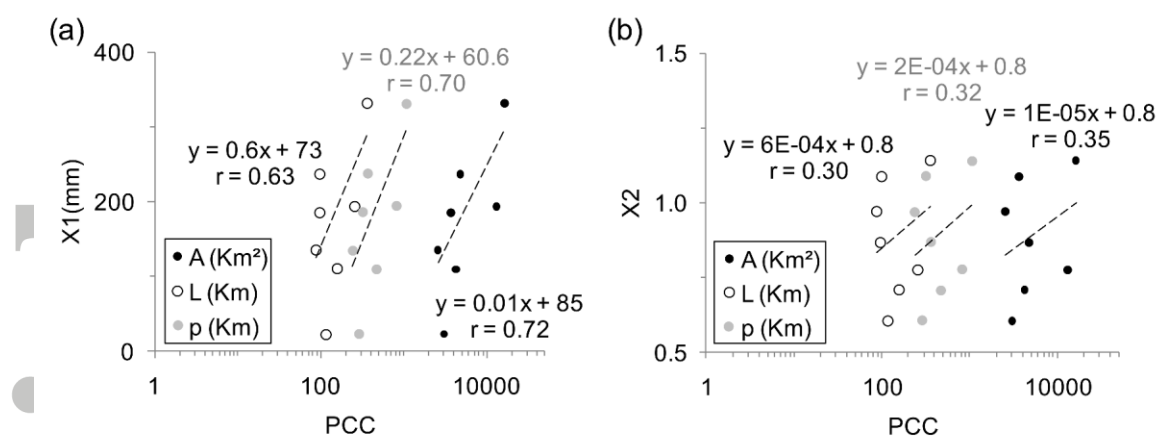 (a)
400
300
200
100
0
X1(mm)
y = 0.22x + 60.6
r = 0.70
y = 0.6x + 73
r = 0.63
A (Km²)
L (Km)
p (Km)
y = 0.01x + 85
r = 0.72
1
100
10000
PCC
(b)
1.5
1.0
0.5
X2
y = 2E-04x + 0.8
r = 0.32
y = 1E-05x + 0.8
r = 0.35
y = 6E-04x + 0.8
r = 0.30
A (Km²)
L (Km)
p (Km)
1
100
10000
PCC